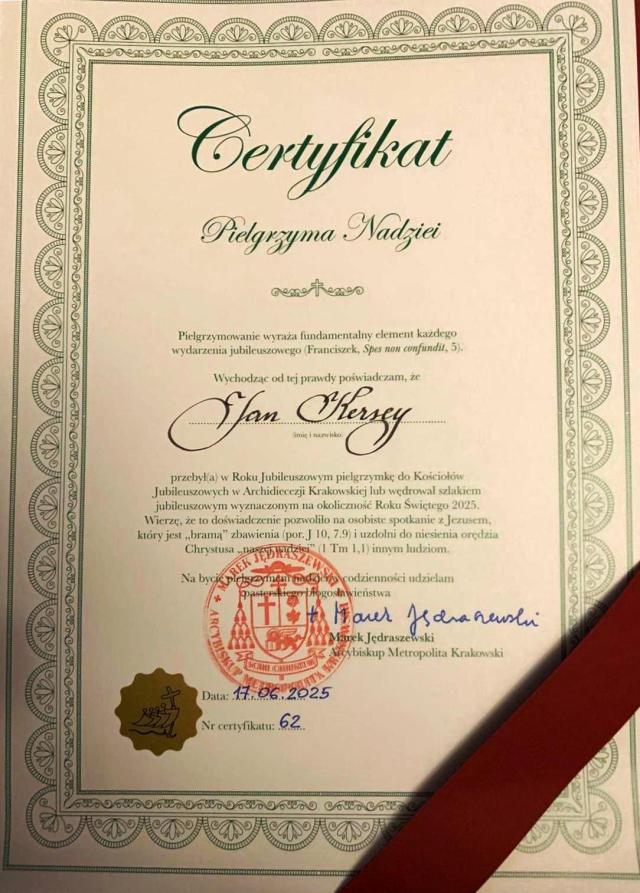 Certyfikat
Pielgrzyma Nadziei
Pielgrzymowanie wyraża fundamentalny element każdego
wydarzenia jubileuszowego (Franciszek, Spes non confundit, 5).
Wychodząc od tej prawdy poświadczam, że
Jan Kersey
(imię i nazwisko)
przebył(a) w Roku Jubileuszowym pielgrzymkę do Kościołów
Jubileuszowych w Archidiecezji Krakowskiej lub wędrował szlakiem
jubileuszowym wyznaczonym na okoliczność Roku Świętego 2025.
Wierzę, że to doświadczenie pozwoliło na osobiste spotkanie z Jezusem,
który jest „bramą” zbawienia (por. J 10, 7.9) i uzdolni do niesienia orędzia
Chrystusa „naszej nadziei” (1 Tm 1,1) innym ludziom.
Na bycie pielgrzymem nadziei w codzienności udzielam
pasterskiego błogosławieństwa
+ Marek Jędraszewski
Marek Jędraszewski
Arcybiskup Metropolita Krakowski
MAREK JĘDRASZEWSKI
ARCYBISKUP METROPOLITA
Data: 17.06.2025
Nr certyfikatu: 62